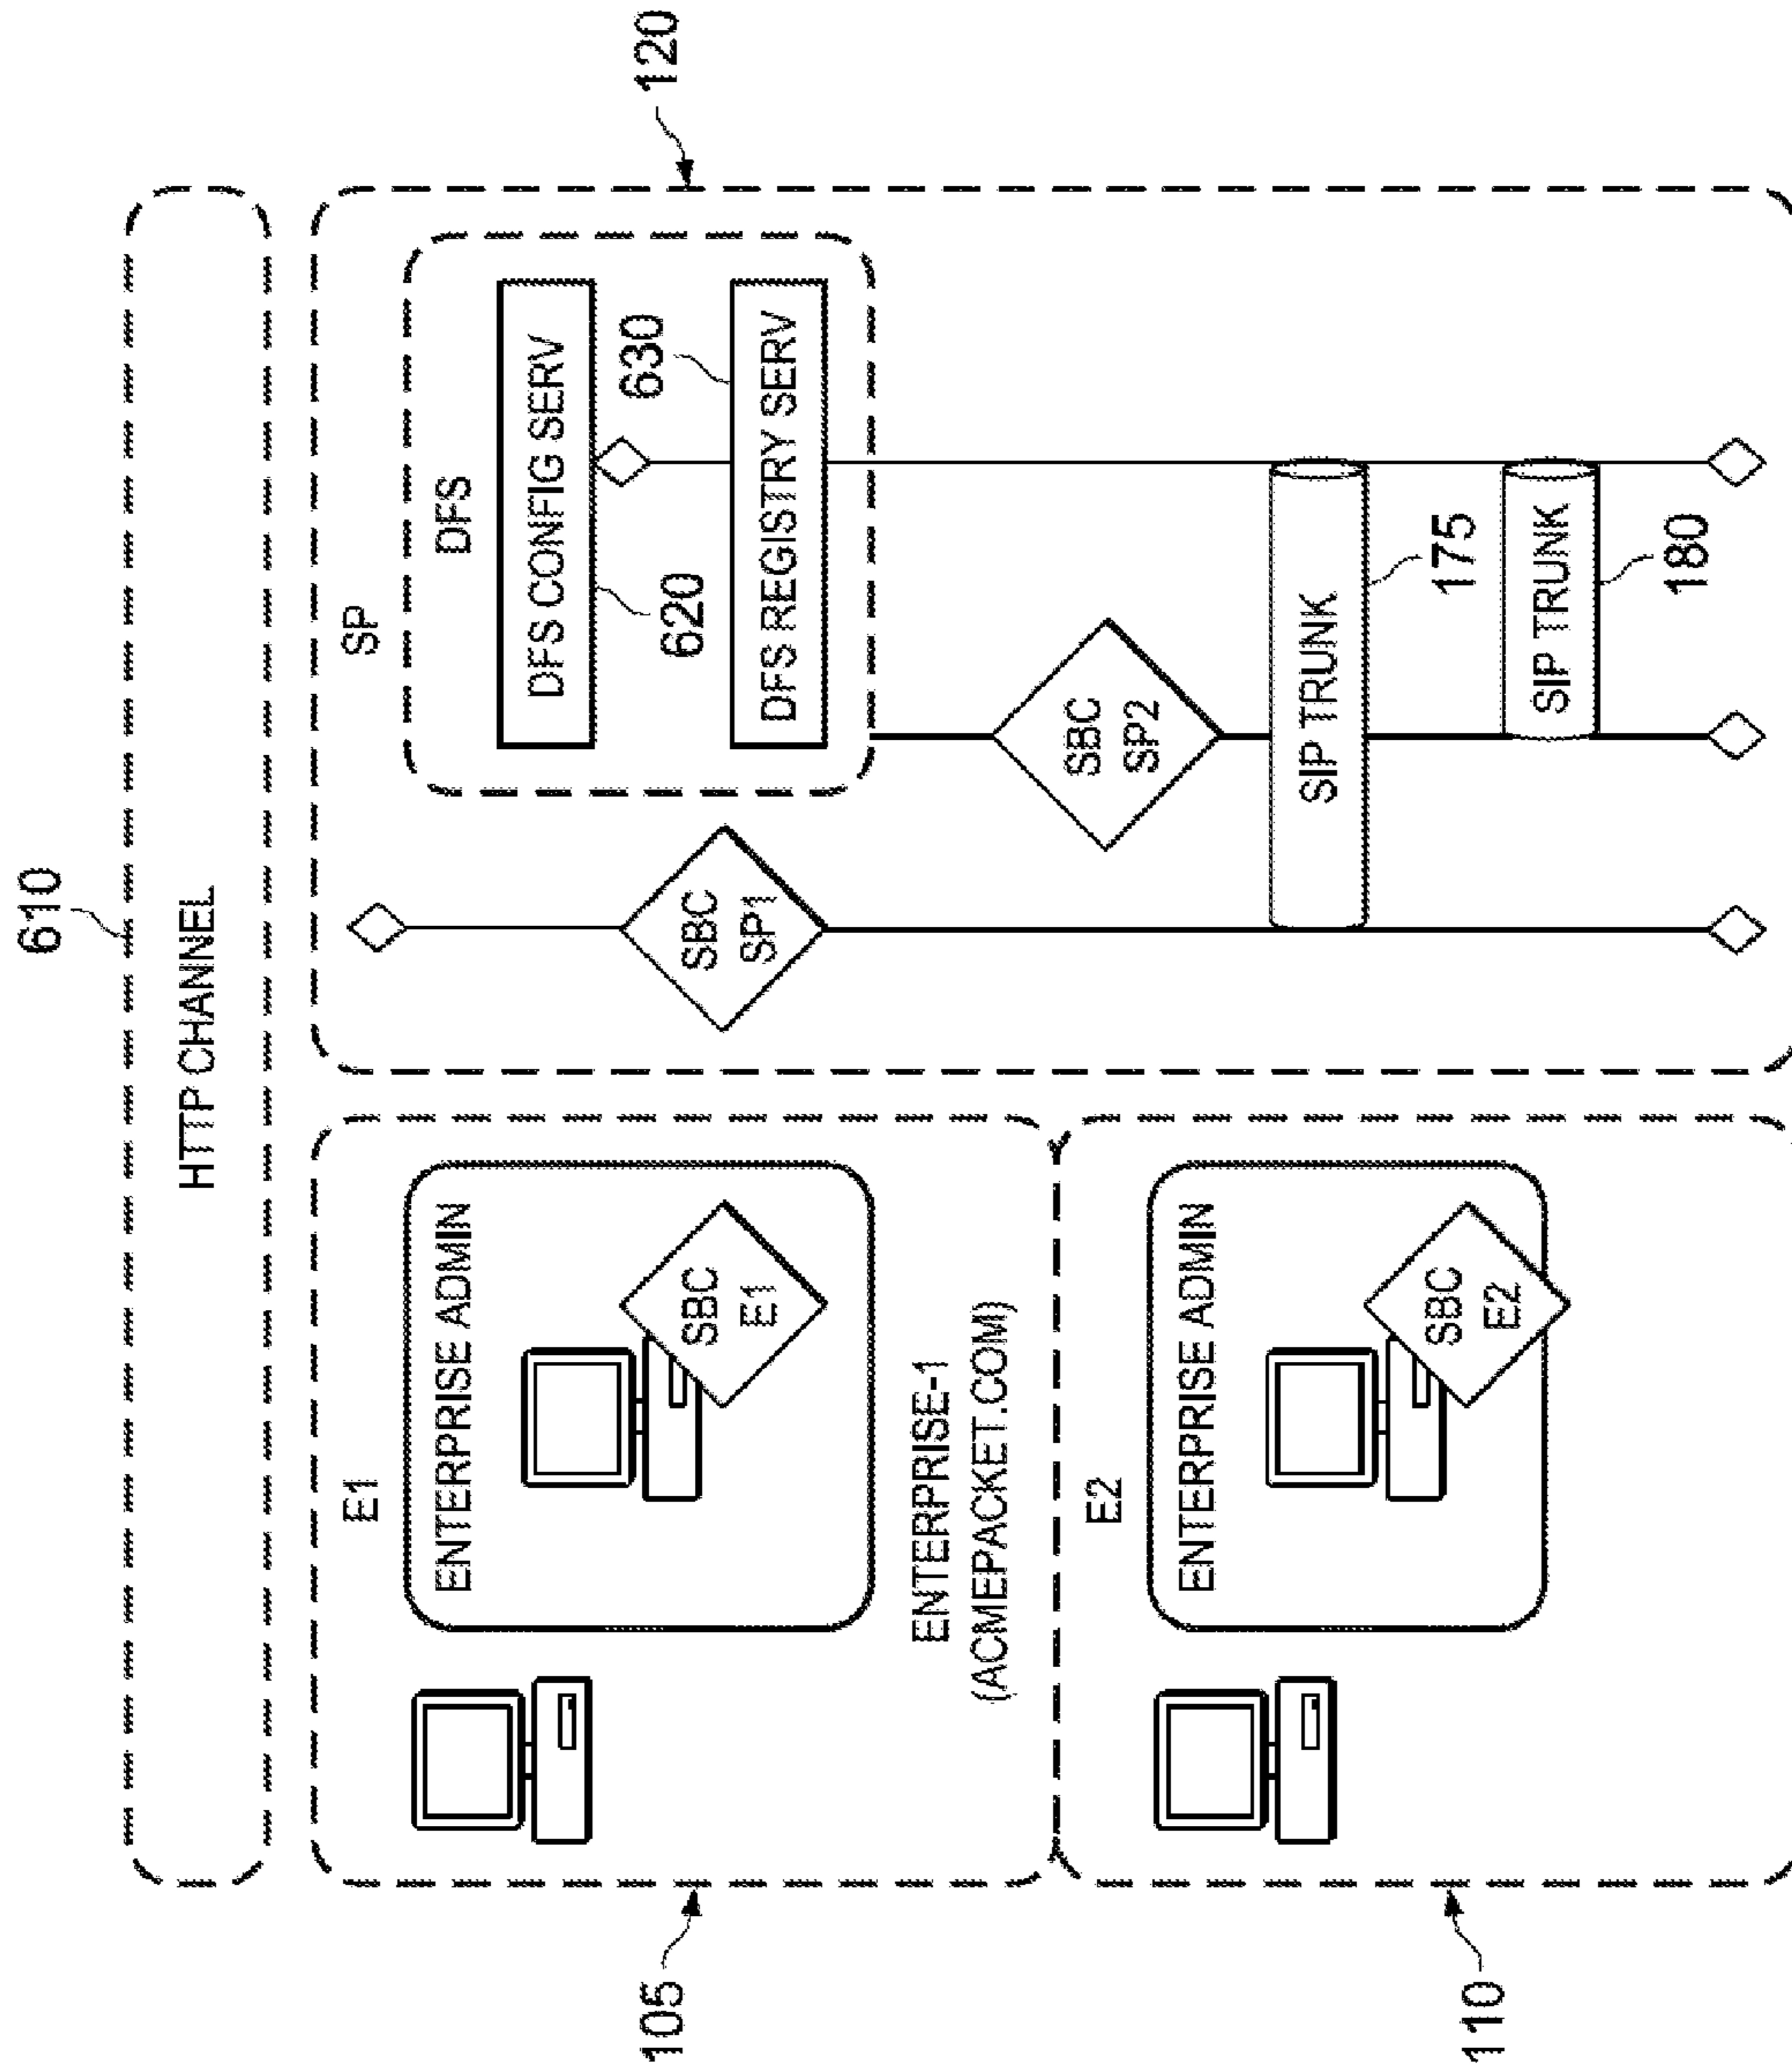 610
HTTP CHANNEL
105
E1
ENTERPRISE ADMIN
SBC
E1
ENTERPRISE-1
(ACMEPACKET.COM)
110
E2
ENTERPRISE ADMIN
SBC
E2
120
SP
DFS
DFS CONFIG SERV
620
630
DFS REGISTRY SERV
SBC
SP1
SBC
SP2
SIP TRUNK
175
SIP TRUNK
180